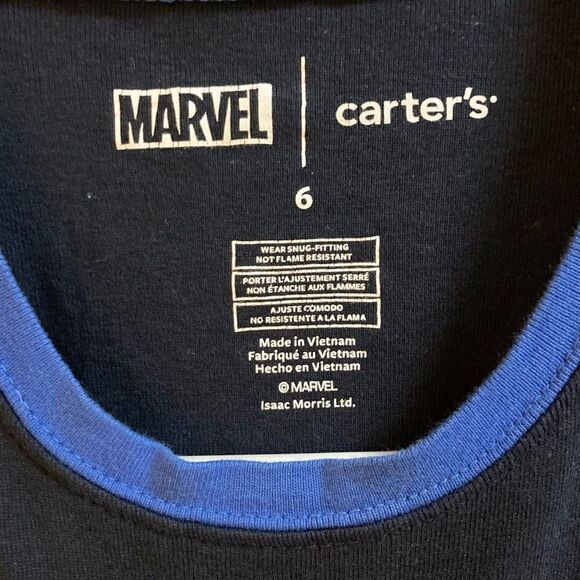 MARVEL
carter's
6
WEAR SNUG-FITTING
NOT FLAME RESISTANT
PORTER L'AJUSTEMENT SERRÉ
NON ÉTANCHE AUX FLAMMES
AJUSTE CÓMODO
NO RESISTENTE A LA FLAMA
Made in Vietnam
Fabriqué au Vietnam
Hecho en Vietnam
© MARVEL
Isaac Morris Ltd.